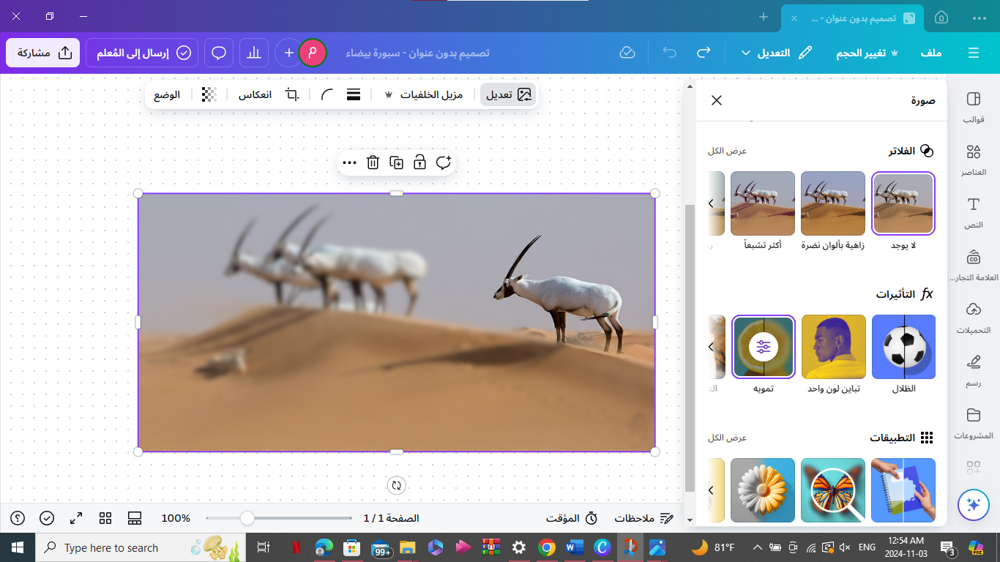 تصميم بدون عنوان - ...
ملف
تغيير الحجم
التعديل
تصميم بدون عنوان - سبورة بيضاء
إرسال إلى المُعلم
مشاركة
تعديل
مزيل الخلفيات
انعكاس
الوضع
صورة
الفلاتر
عرض الكل
لا يوجد
زاهية بألوان نضرة
أكثر تشبعاً
التأثيرات
الظلال
تباين لون واحد
تمويه
التطبيقات
عرض الكل
قوالب
العناصر
النص
العلامة التجار...
التحميلات
رسم
المشروعات
ملاحظات
المؤقت
الصفحة 1 / 1
100%
Type here to search
99+
81°F
ENG
12:54 AM
2024-11-03
3
PRE